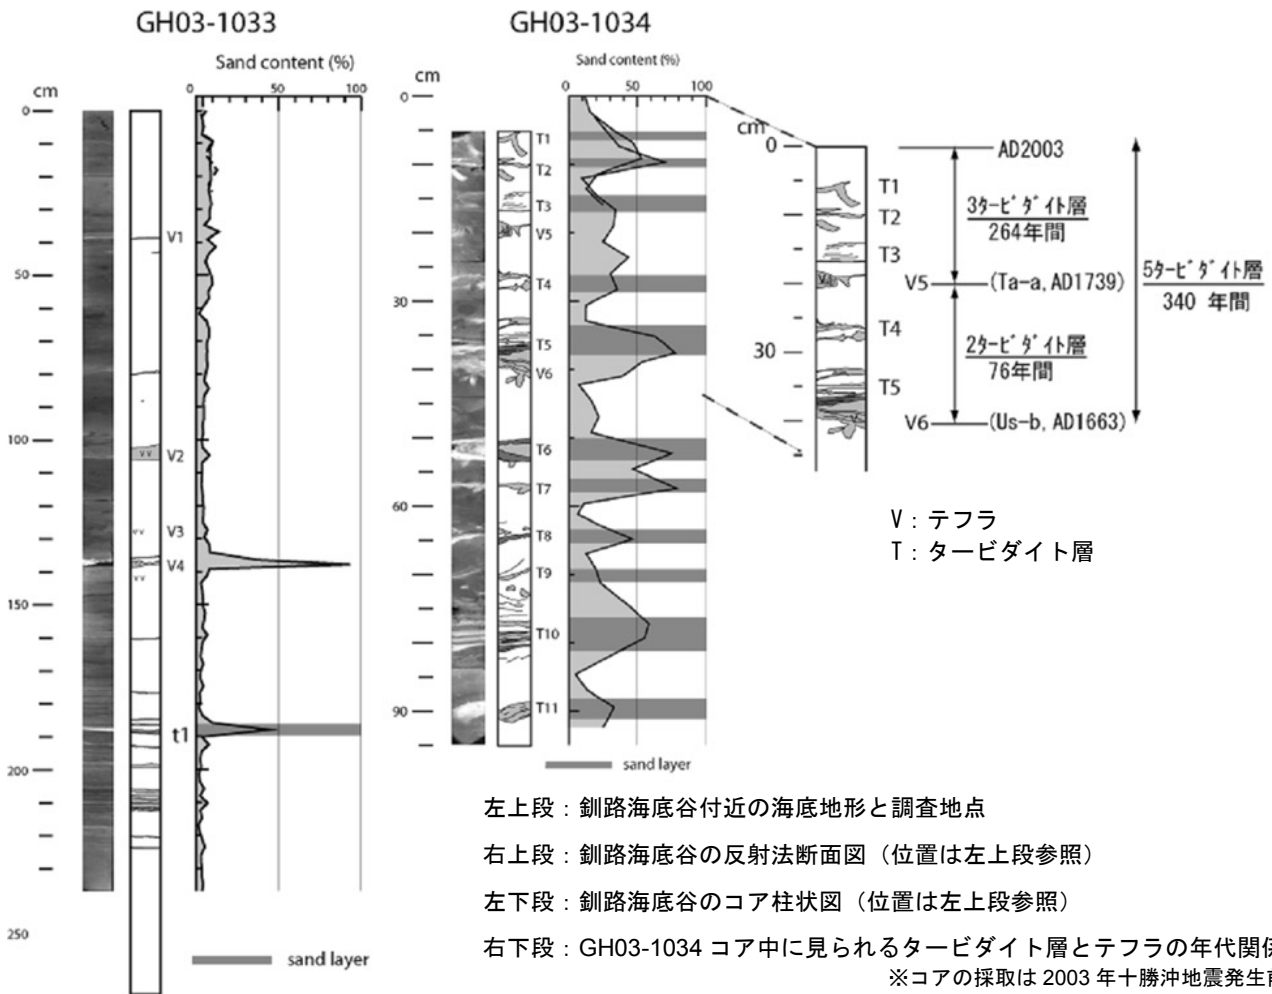 GH03-1033
GH03-1034
Sand content (%)
cm
0
50
100
0
50
100
150
200
250
V1
V2
vv
V3
vv
V4
vv
t1
sand layer
Sand content (%)
cm
0
50
100
0
30
60
90
T1
T2
T3
V5
T4
T5
V6
T6
T7
T8
T9
T10
T11
sand layer
cm
0
30
T1
T2
T3
T4
T5
AD2003
3タービダイト層
264年間
V5 (Ta-a, AD1739)
2タービダイト層
76年間
V6 (Us-b, AD1663)
5タービダイト層
340 年間
V：テフラ
T：タービダイト層
左上段：釧路海底谷付近の海底地形と調査地点
右上段：釧路海底谷の反射法断面図（位置は左上段参照）
左下段：釧路海底谷のコア柱状図（位置は左上段参照）
右下段：GH03-1034 コア中に見られるタービダイト層とテフラの年代関係
※コアの採取は 2003 年十勝沖地震発生前